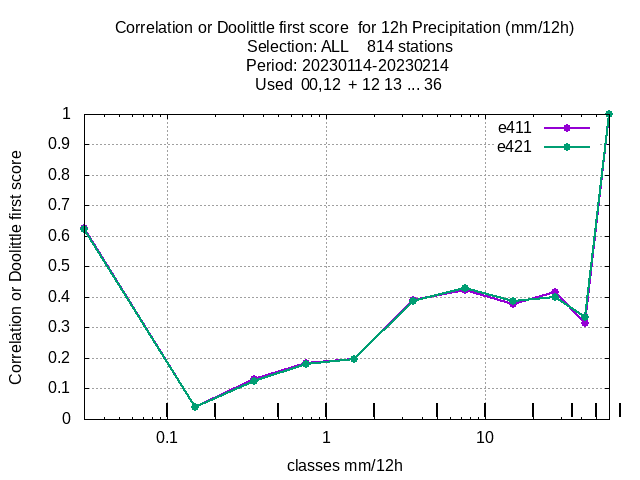 Correlation or Doolittle first score  for 12h Precipitation (mm/12h)
Selection: ALL    814 stations
Period: 20230114-20230214
Used  00,12  + 12 13 ... 36
Correlation or Doolittle first score
1
0.9
0.8
0.7
0.6
0.5
0.4
0.3
0.2
0.1
0
e411
e421
0.1 1 10
classes mm/12h